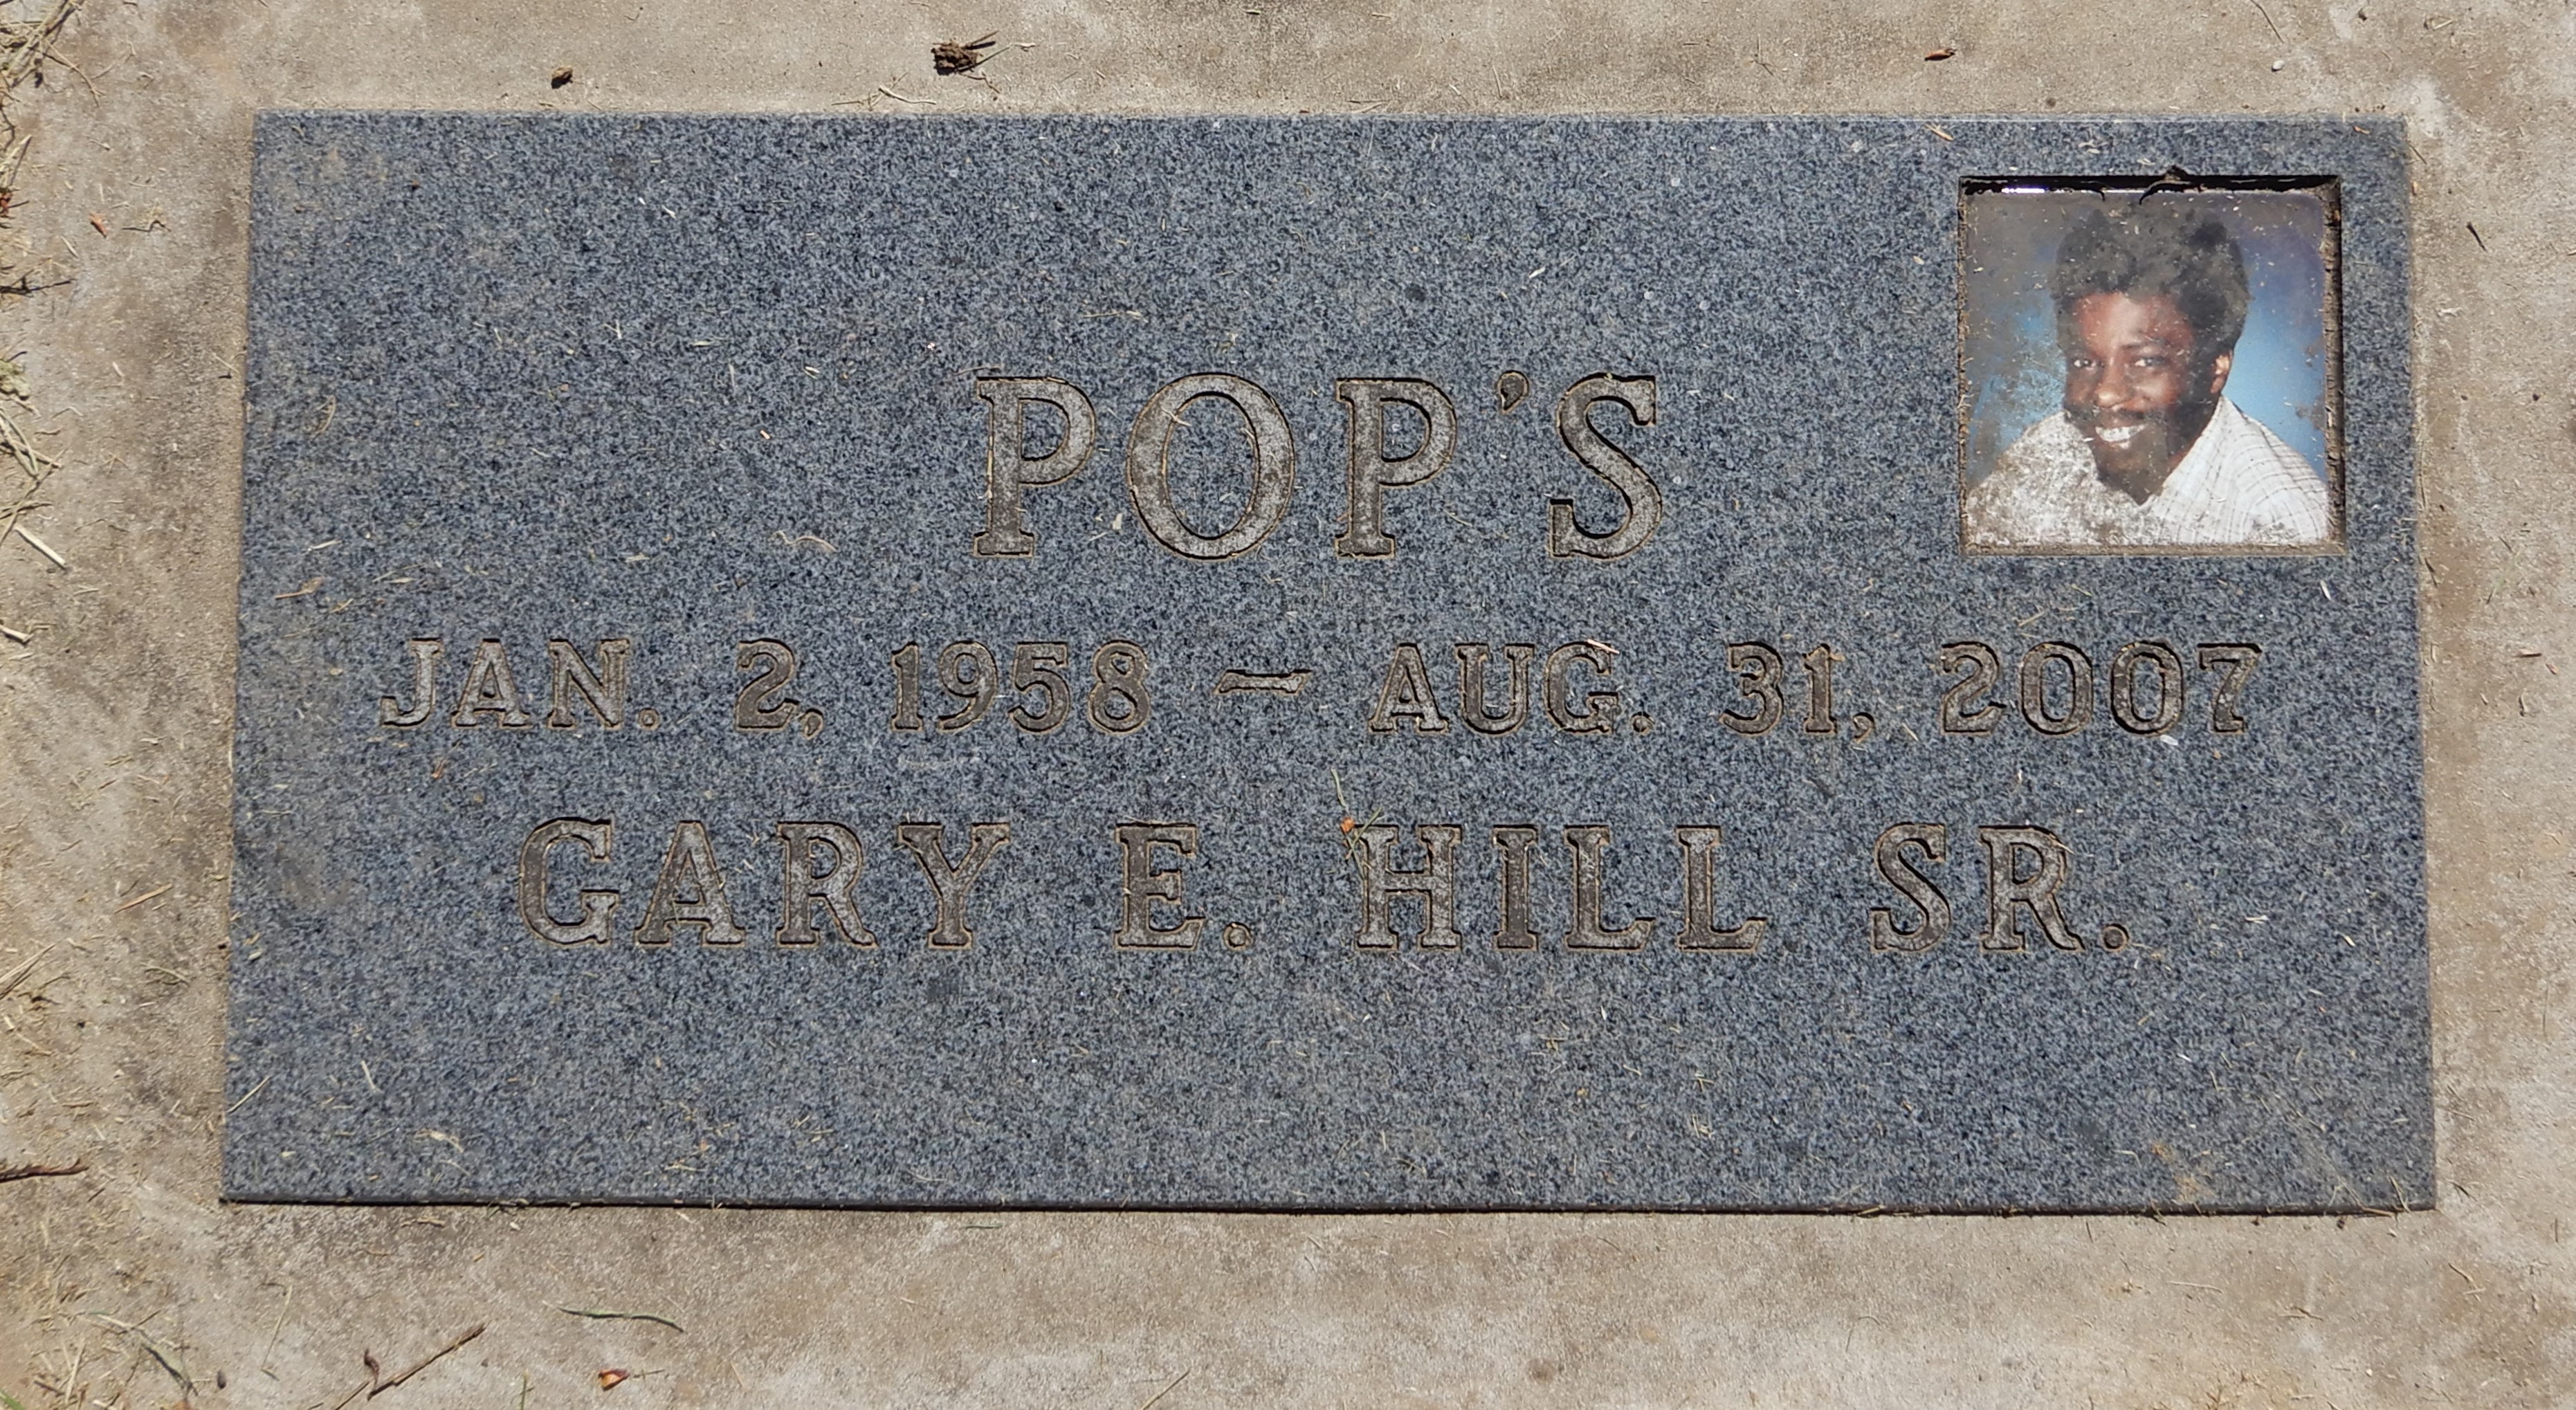 POP'S
JAN. 2, 1958 – AUG. 31, 2007
GARY E. HILL SR.